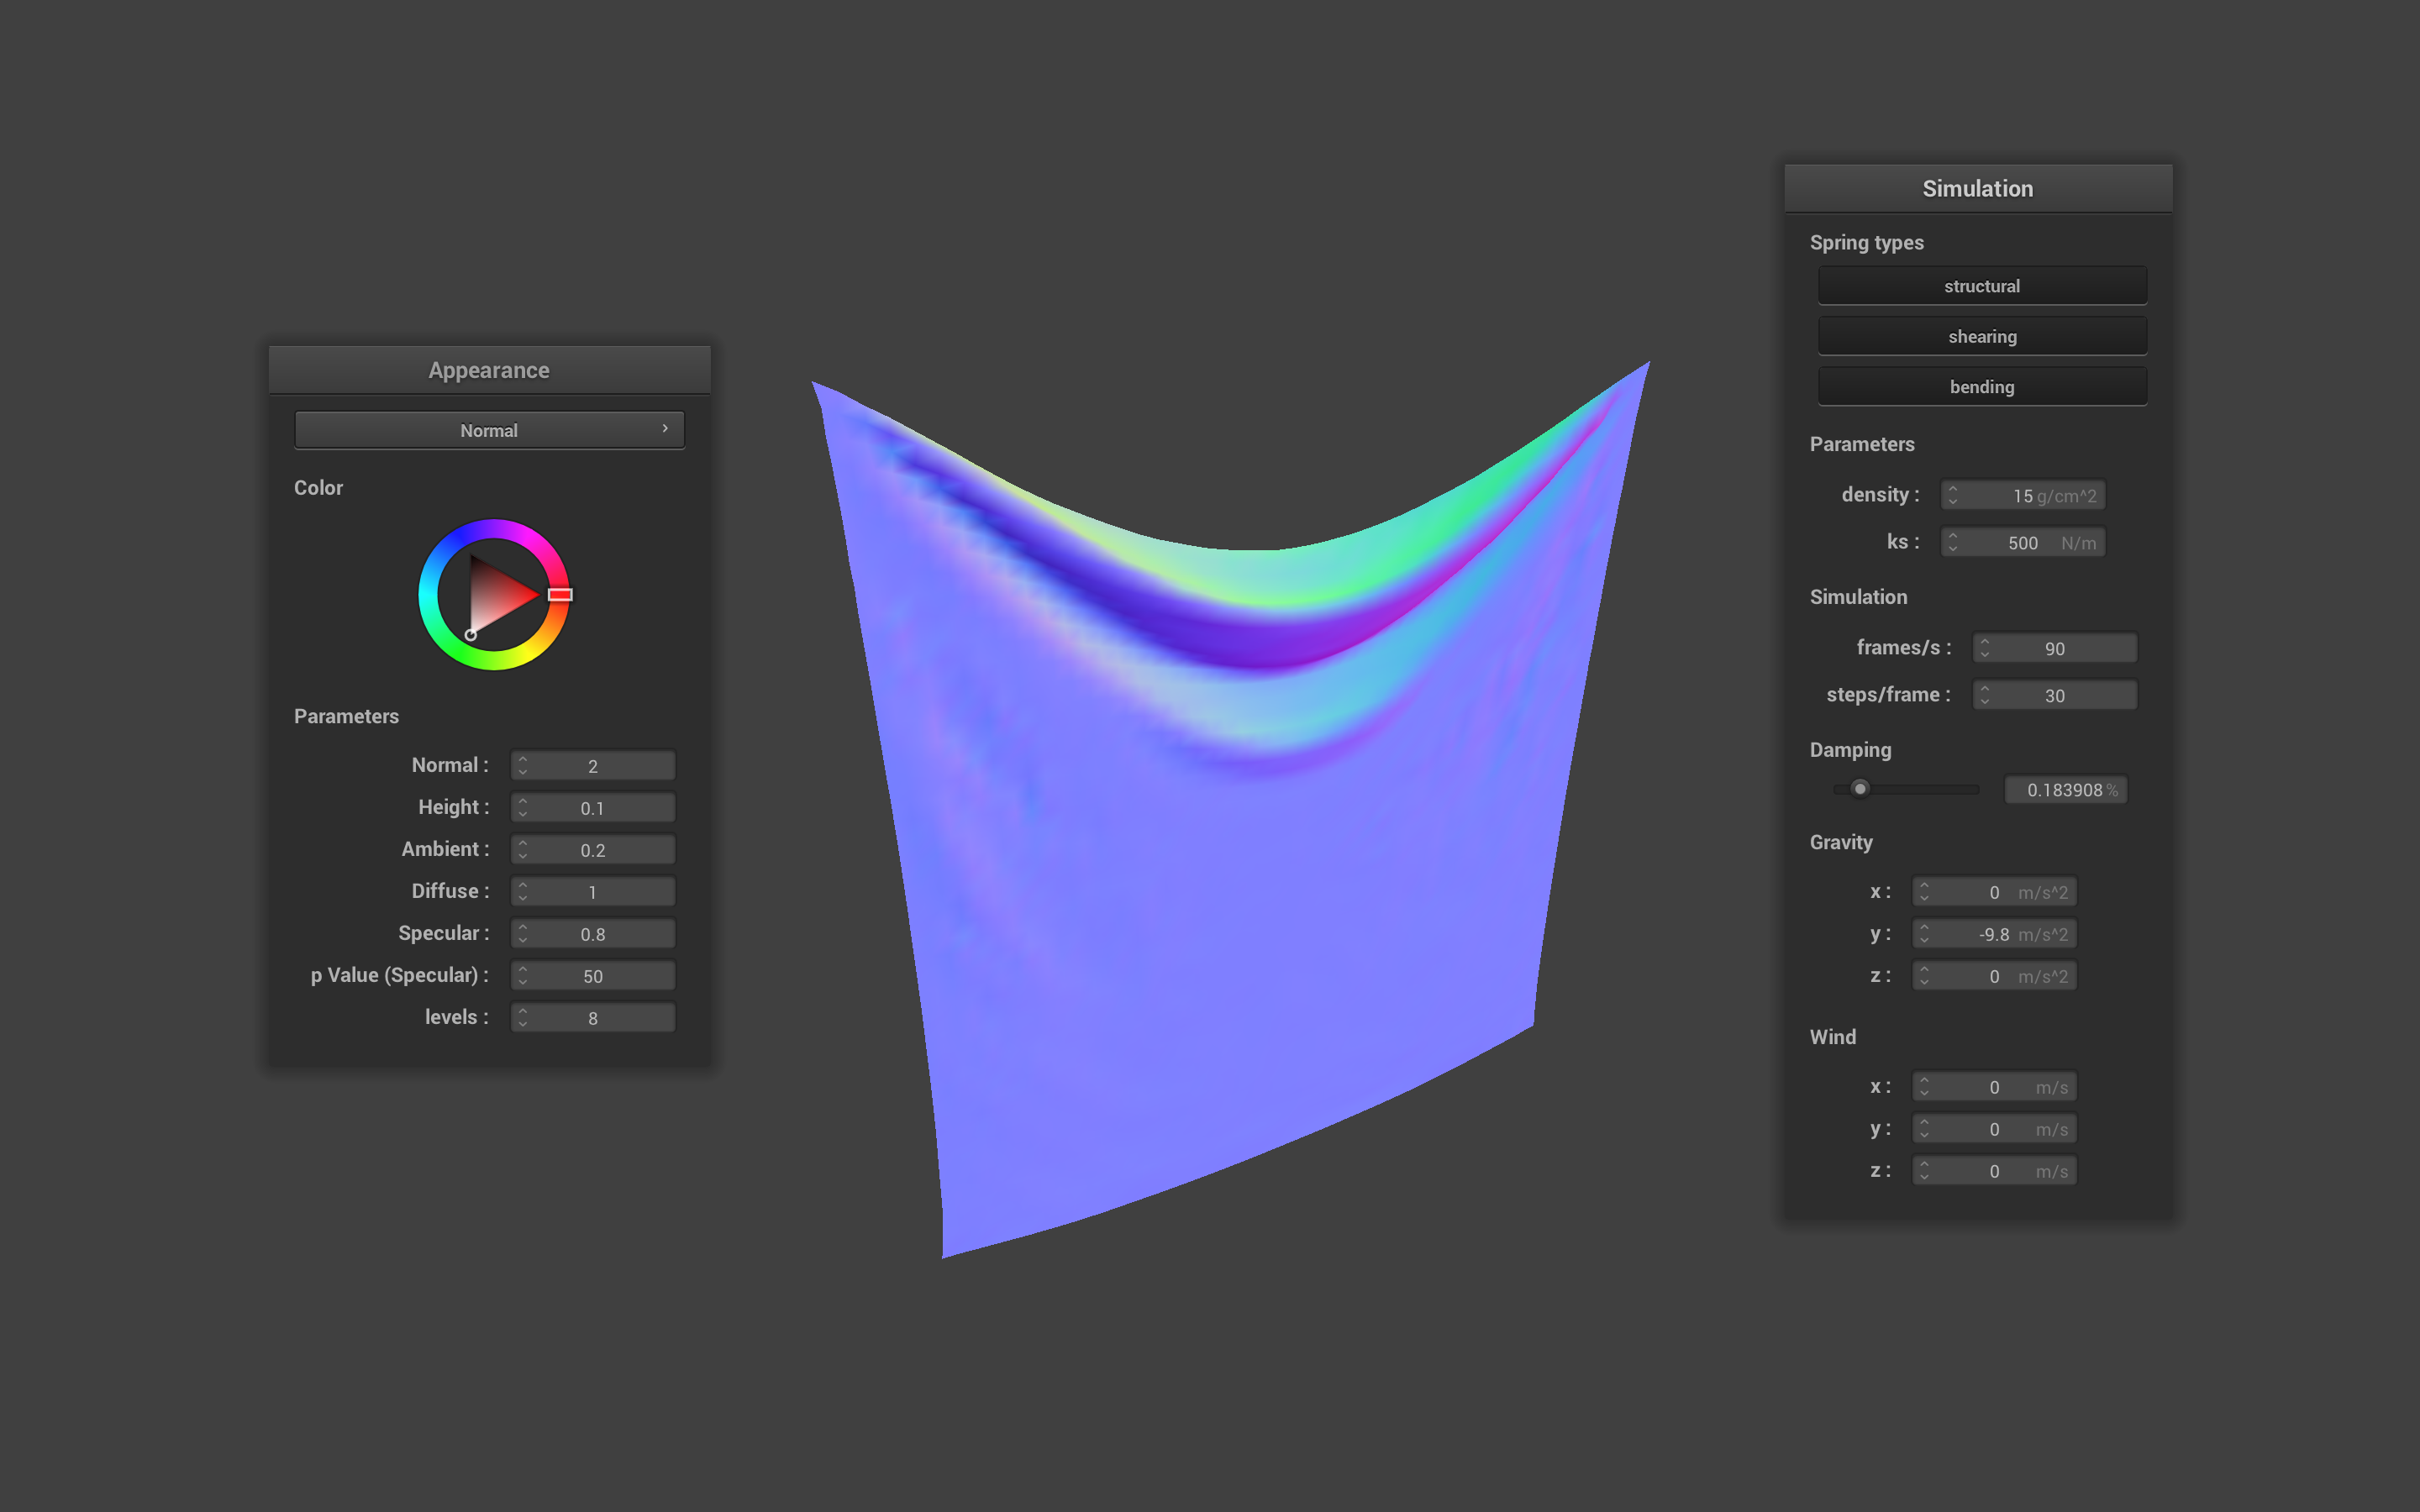 Appearance
Normal
Color
Parameters
Normal : 2
Height : 0.1
Ambient : 0.2
Diffuse : 1
Specular : 0.8
p Value (Specular) : 50
levels : 8
Simulation
Spring types
structural
shearing
bending
Parameters
density : 15 g/cm^2
ks : 500 N/m
Simulation
frames/s : 90
steps/frame : 30
Damping
0.183908 %
Gravity
x : 0 m/s^2
y : -9.8 m/s^2
z : 0 m/s^2
Wind
x : 0 m/s
y : 0 m/s
z : 0 m/s